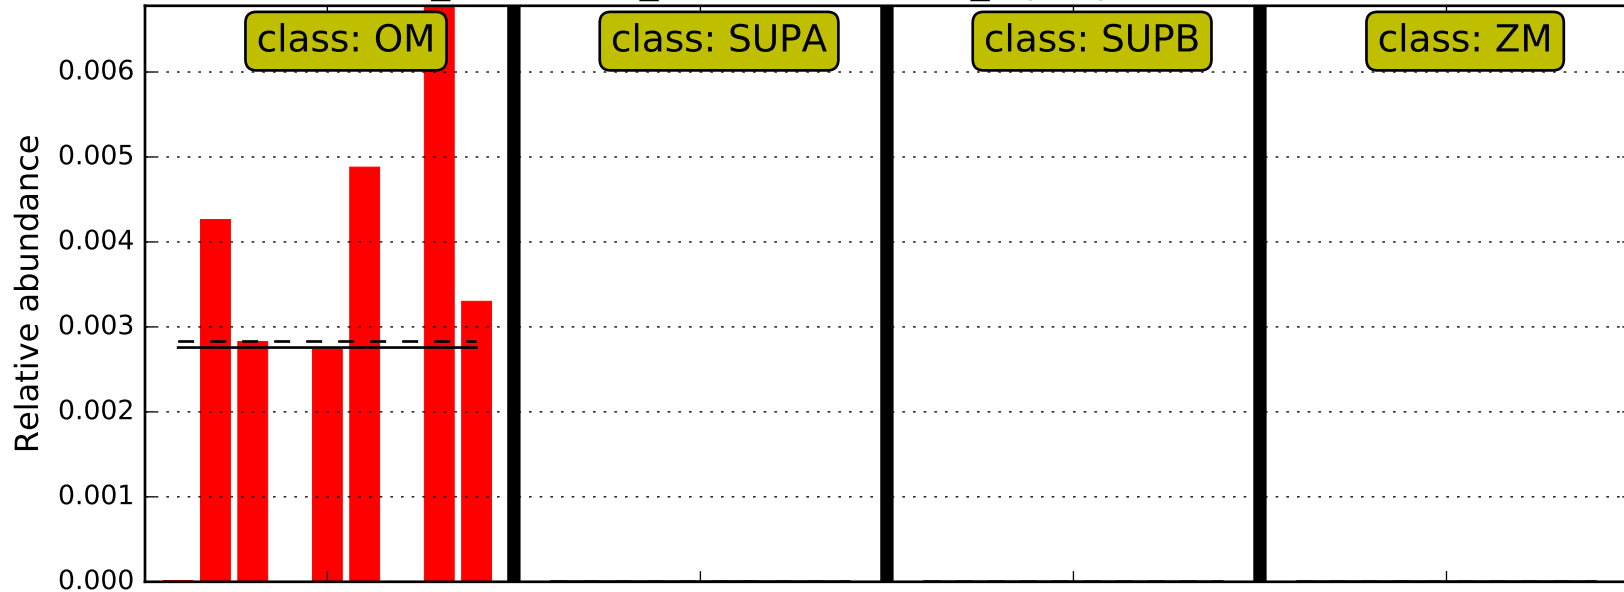 class: OM
class: SUPA
class: SUPB
class: ZM
Relative abundance
0.006
0.005
0.004
0.003
0.002
0.001
0.000